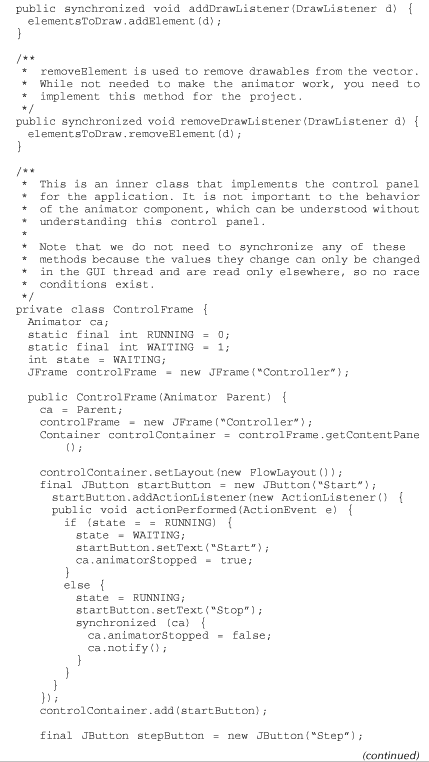 public synchronized void addDrawListener(DrawListener d) {
  elementsToDraw.addElement(d);
}

/**
 *  removeElement is used to remove drawables from the vector.
 *  While not needed to make the animator work, you need to
 *  implement this method for the project.
 */
public synchronized void removeDrawListener(DrawListener d) {
  elementsToDraw.removeElement(d);
}

/**
 *  This is an inner class that implements the control panel
 *  for the application. It is not important to the behavior
 *  of the animator component, which can be understood without
 *  understanding this control panel.
 *
 *  Note that we do not need to synchronize any of these
 *  methods because the values they change can only be changed
 *  in the GUI thread and are read only elsewhere, so no race
 *  conditions exist.
 */
private class ControlFrame {
  Animator ca;
  static final int RUNNING = 0;
  static final int WAITING = 1;
  int state = WAITING;
  JFrame controlFrame = new JFrame(“Controller”);

  public ControlFrame(Animator Parent) {
    ca = Parent;
    controlFrame = new JFrame(“Controller”);
    Container controlContainer = controlFrame.getContentPane
        ();

    controlContainer.setLayout(new FlowLayout());
    final JButton startButton = new JButton(“Start”);
      startButton.addActionListener(new ActionListener() {
      public void actionPerformed(ActionEvent e) {
        if (state = = RUNNING) {
          state = WAITING;
          startButton.setText(“Start”);
          ca.animatorStopped = true;
        }
        else {
          state = RUNNING;
          startButton.setText(“Stop”);
          synchronized (ca) {
            ca.animatorStopped = false;
            ca.notify();
          }
        }
      }
    });
    controlContainer.add(startButton);

    final JButton stepButton = new JButton(“Step”);
(continued)